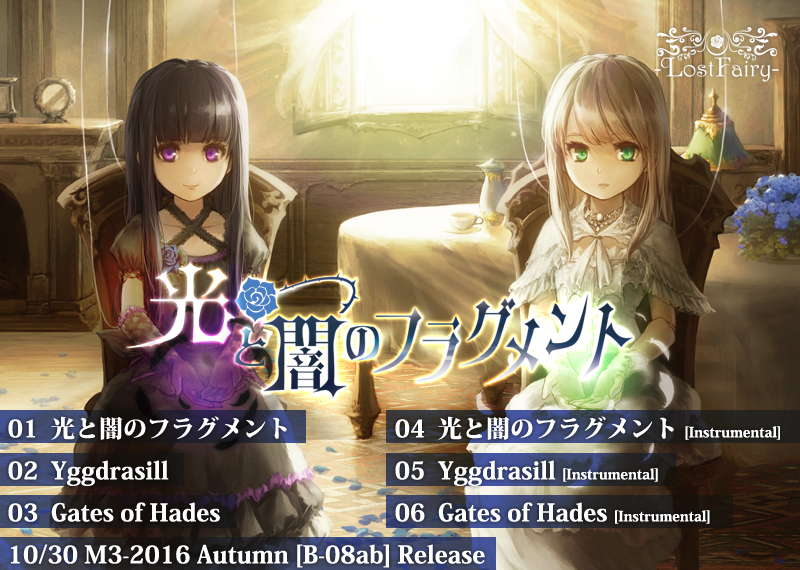 -LostFairy-
光と闇のフラグメント
01 光と闇のフラグメント
02 Yggdrasill
03 Gates of Hades
04 光と闇のフラグメント [Instrumental]
05 Yggdrasill [Instrumental]
06 Gates of Hades [Instrumental]
10/30 M3-2016 Autumn [B-08ab] Release